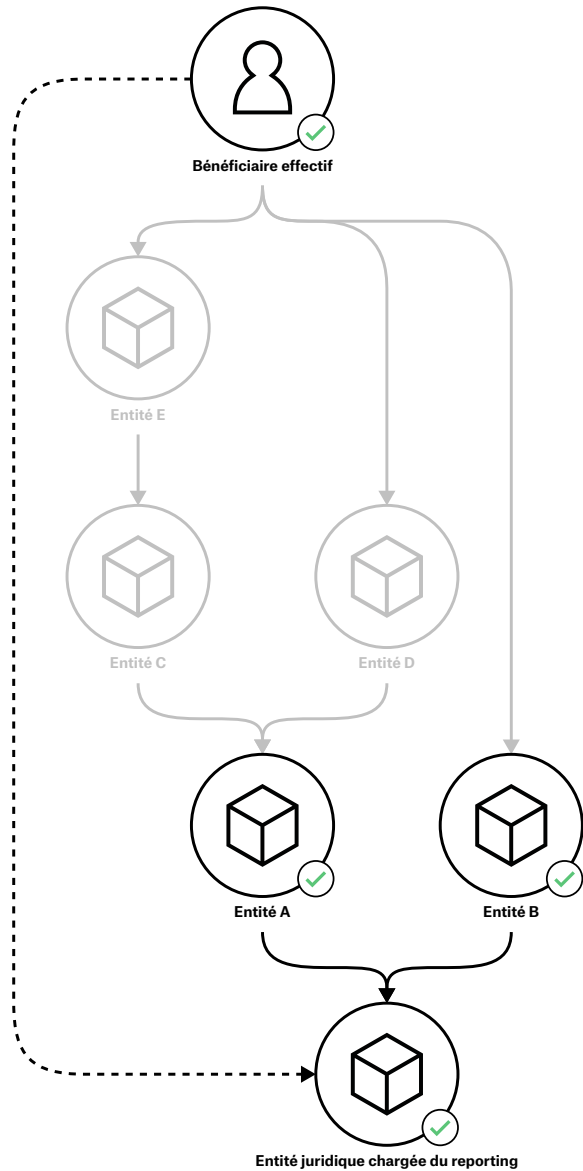 Bénéficiaire effectif
Entité E
Entité C
Entité D
Entité A
Entité B
Entité juridique chargée du reporting